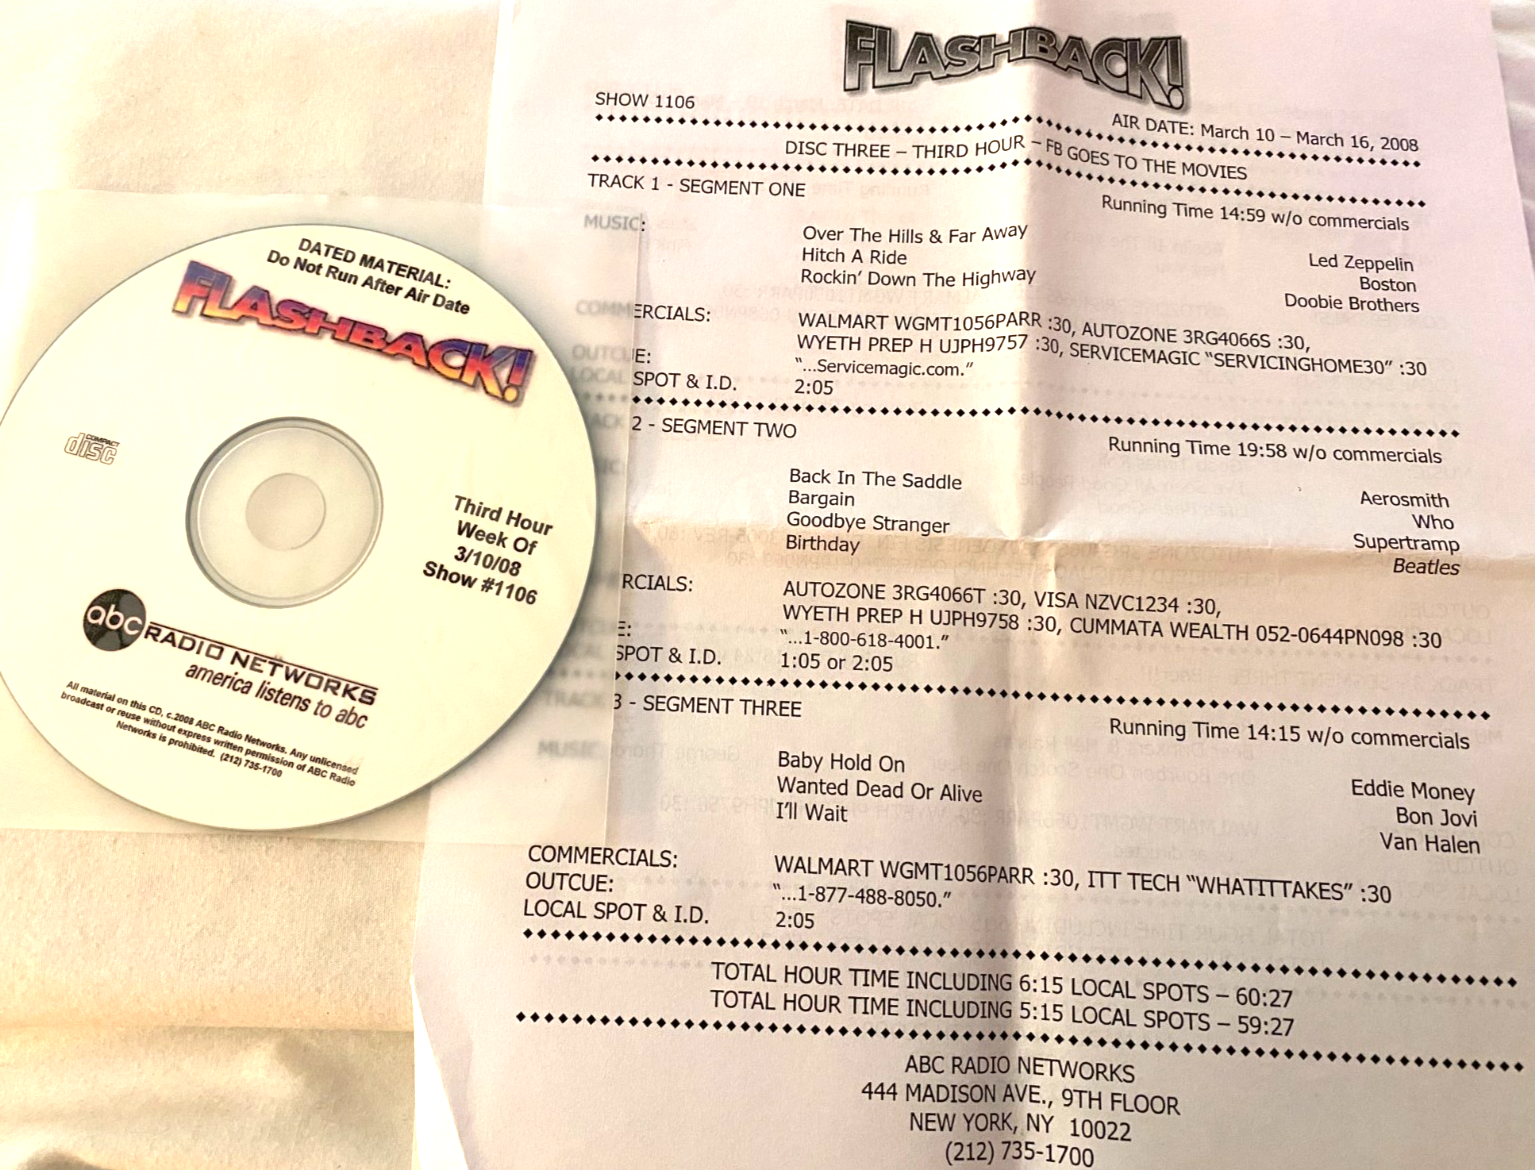 DATED MATERIAL:
Do Not Run After Air Date
FLASHBACK!
COMPACT
disc
Third Hour
Week Of
3/10/08
Show #1106
abc RADIO NETWORKS
america listens to abc
All material on this CD, c.2008 ABC Radio Networks. Any unlicensed
broadcast or reuse without express written permission of ABC Radio
Networks is prohibited. (212) 735-1700
FLASHBACK!
SHOW 1106 AIR DATE: March 10 – March 16, 2008
DISC THREE – THIRD HOUR – FB GOES TO THE MOVIES
TRACK 1 - SEGMENT ONE Running Time 14:59 w/o commercials
MUSIC: Over The Hills & Far Away Led Zeppelin
Hitch A Ride Boston
Rockin' Down The Highway Doobie Brothers
COMMERCIALS: WALMART WGMT1056PARR :30, AUTOZONE 3RG4066S :30,
WYETH PREP H UJPH9757 :30, SERVICEMAGIC "SERVICINGHOME30" :30
OUTCUE: "...Servicemagic.com."
LOCAL SPOT & I.D. 2:05
TRACK 2 - SEGMENT TWO Running Time 19:58 w/o commercials
MUSIC: Back In The Saddle Aerosmith
Bargain Who
Goodbye Stranger Supertramp
Birthday Beatles
COMMERCIALS: AUTOZONE 3RG4066T :30, VISA NZVC1234 :30,
WYETH PREP H UJPH9758 :30, CUMMATA WEALTH 052-0644PN098 :30
OUTCUE: "...1-800-618-4001."
LOCAL SPOT & I.D. 1:05 or 2:05
TRACK 3 - SEGMENT THREE Running Time 14:15 w/o commercials
MUSIC Baby Hold On Eddie Money
Wanted Dead Or Alive Bon Jovi
I'll Wait Van Halen
COMMERCIALS: WALMART WGMT1056PARR :30, ITT TECH "WHATITTAKES" :30
OUTCUE: "...1-877-488-8050."
LOCAL SPOT & I.D. 2:05
TOTAL HOUR TIME INCLUDING 6:15 LOCAL SPOTS – 60:27
TOTAL HOUR TIME INCLUDING 5:15 LOCAL SPOTS – 59:27
ABC RADIO NETWORKS
444 MADISON AVE., 9TH FLOOR
NEW YORK, NY 10022
(212) 735-1700